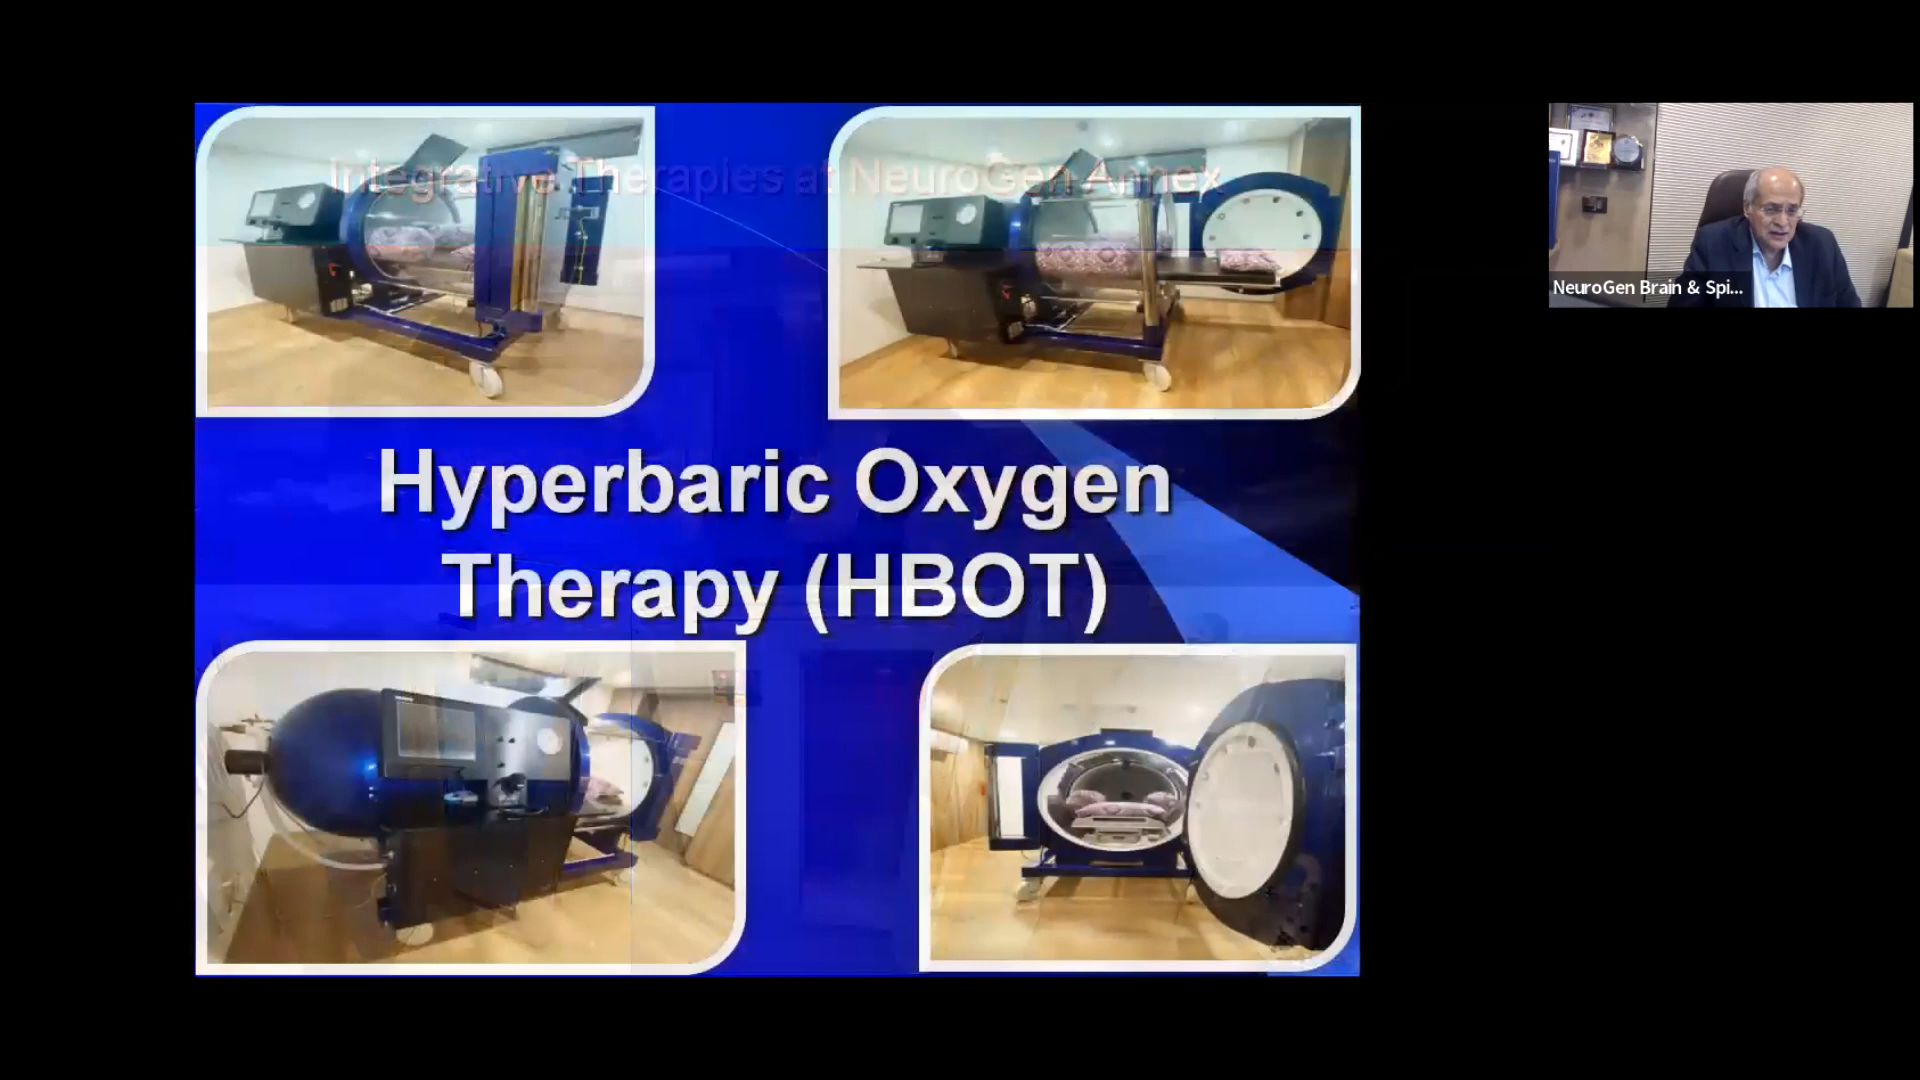 Integrative Therapies at NeuroGen Annex
Hyperbaric Oxygen
Therapy (HBOT)
NeuroGen Brain & Spi...